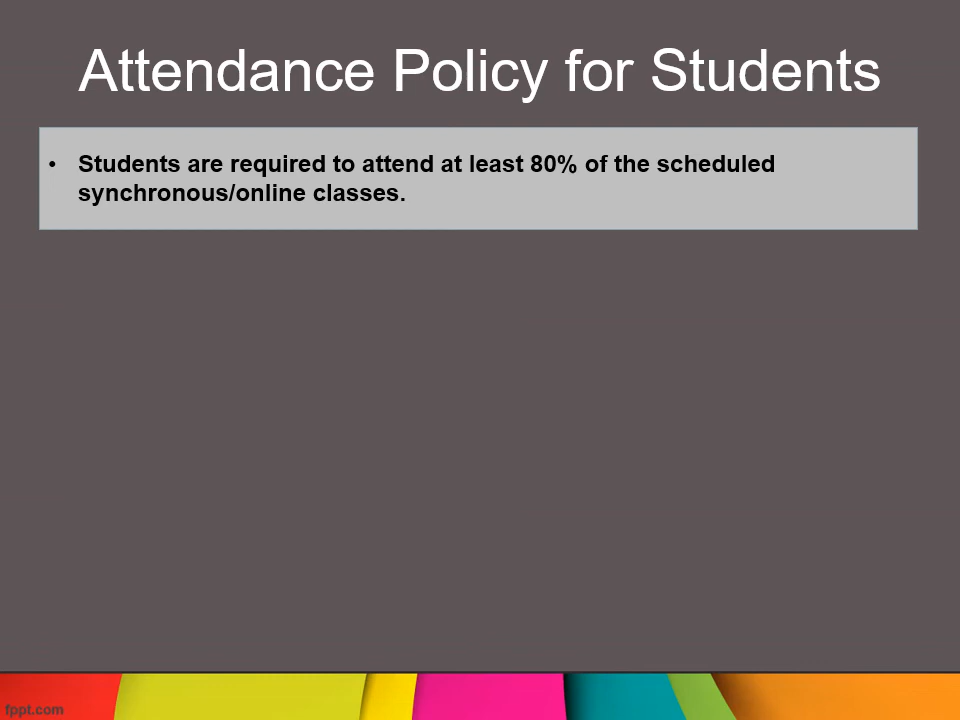 Attendance Policy for Students
• Students are required to attend at least 80% of the scheduled
synchronous/online classes.
fppt.com